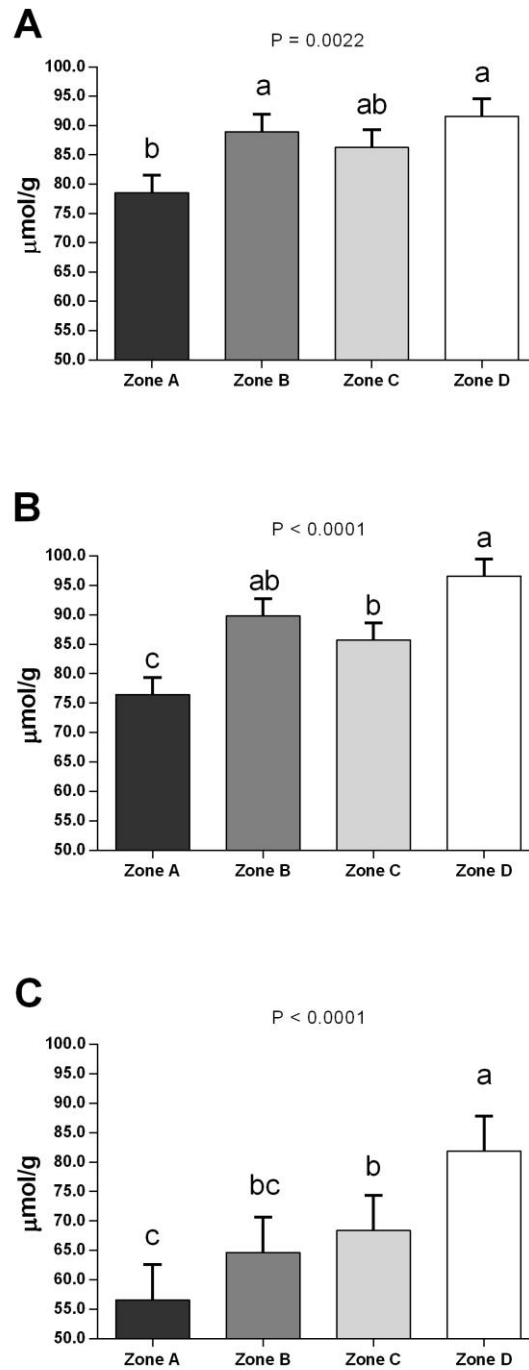 A
P = 0.0022
μmol/g
100.0
95.0
90.0
85.0
80.0
75.0
70.0
65.0
60.0
55.0
50.0
b
a
ab
a
Zone A Zone B Zone C Zone D
B
P < 0.0001
μmol/g
100.0
95.0
90.0
85.0
80.0
75.0
70.0
65.0
60.0
55.0
50.0
c
ab
b
a
Zone A Zone B Zone C Zone D
C
P < 0.0001
μmol/g
100.0
95.0
90.0
85.0
80.0
75.0
70.0
65.0
60.0
55.0
50.0
c
bc
b
a
Zone A Zone B Zone C Zone D